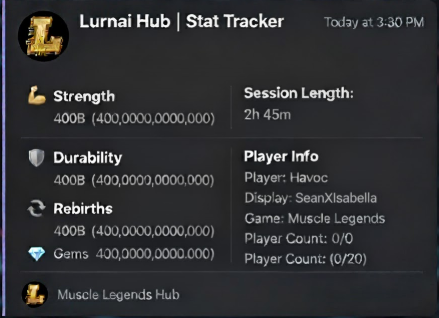 Lurnai Hub | Stat Tracker
Today at 3:30 PM
Strength
400B (400,0000,0000,000)
Session Length:
2h 45m
Durability
400B (400,0000,0000.000)
Rebirths
400B (400,0000,0000,000)
Gems 400,0000,0000.000)
Player Info
Player: Havoc
Display: SeanXIsabella
Game: Muscle Legends
Player Count: 0/0
Player Count: (0/20)
Muscle Legends Hub